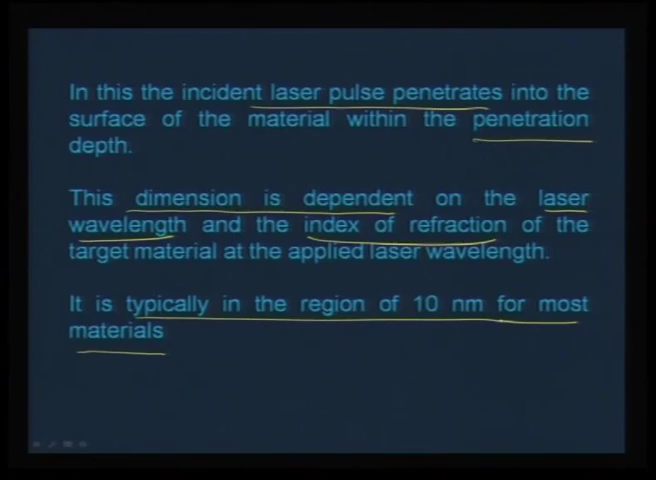 In this the incident laser pulse penetrates into the
surface of the material within the penetration
depth.
This dimension is dependent on the laser
wavelength and the index of refraction of the
target material at the applied laser wavelength.
It is typically in the region of 10 nm for most
materials